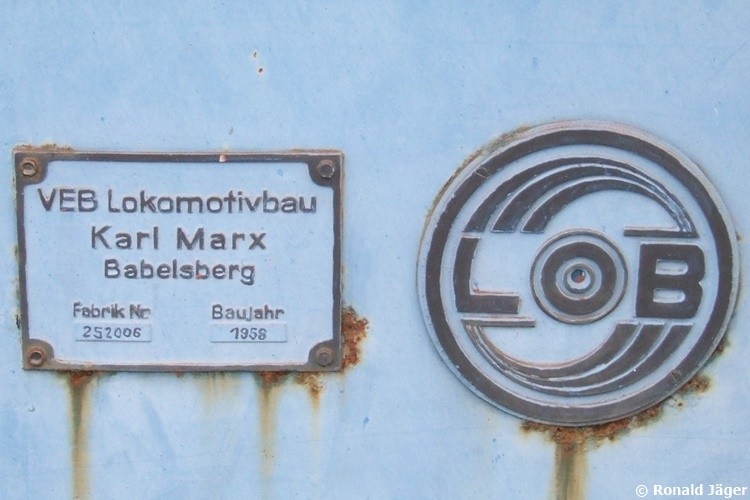 VEB Lokomotivbau
Karl Marx
Babelsberg
Fabrik Nr Baujahr
252006 1958
LOB
© Ronald Jäger